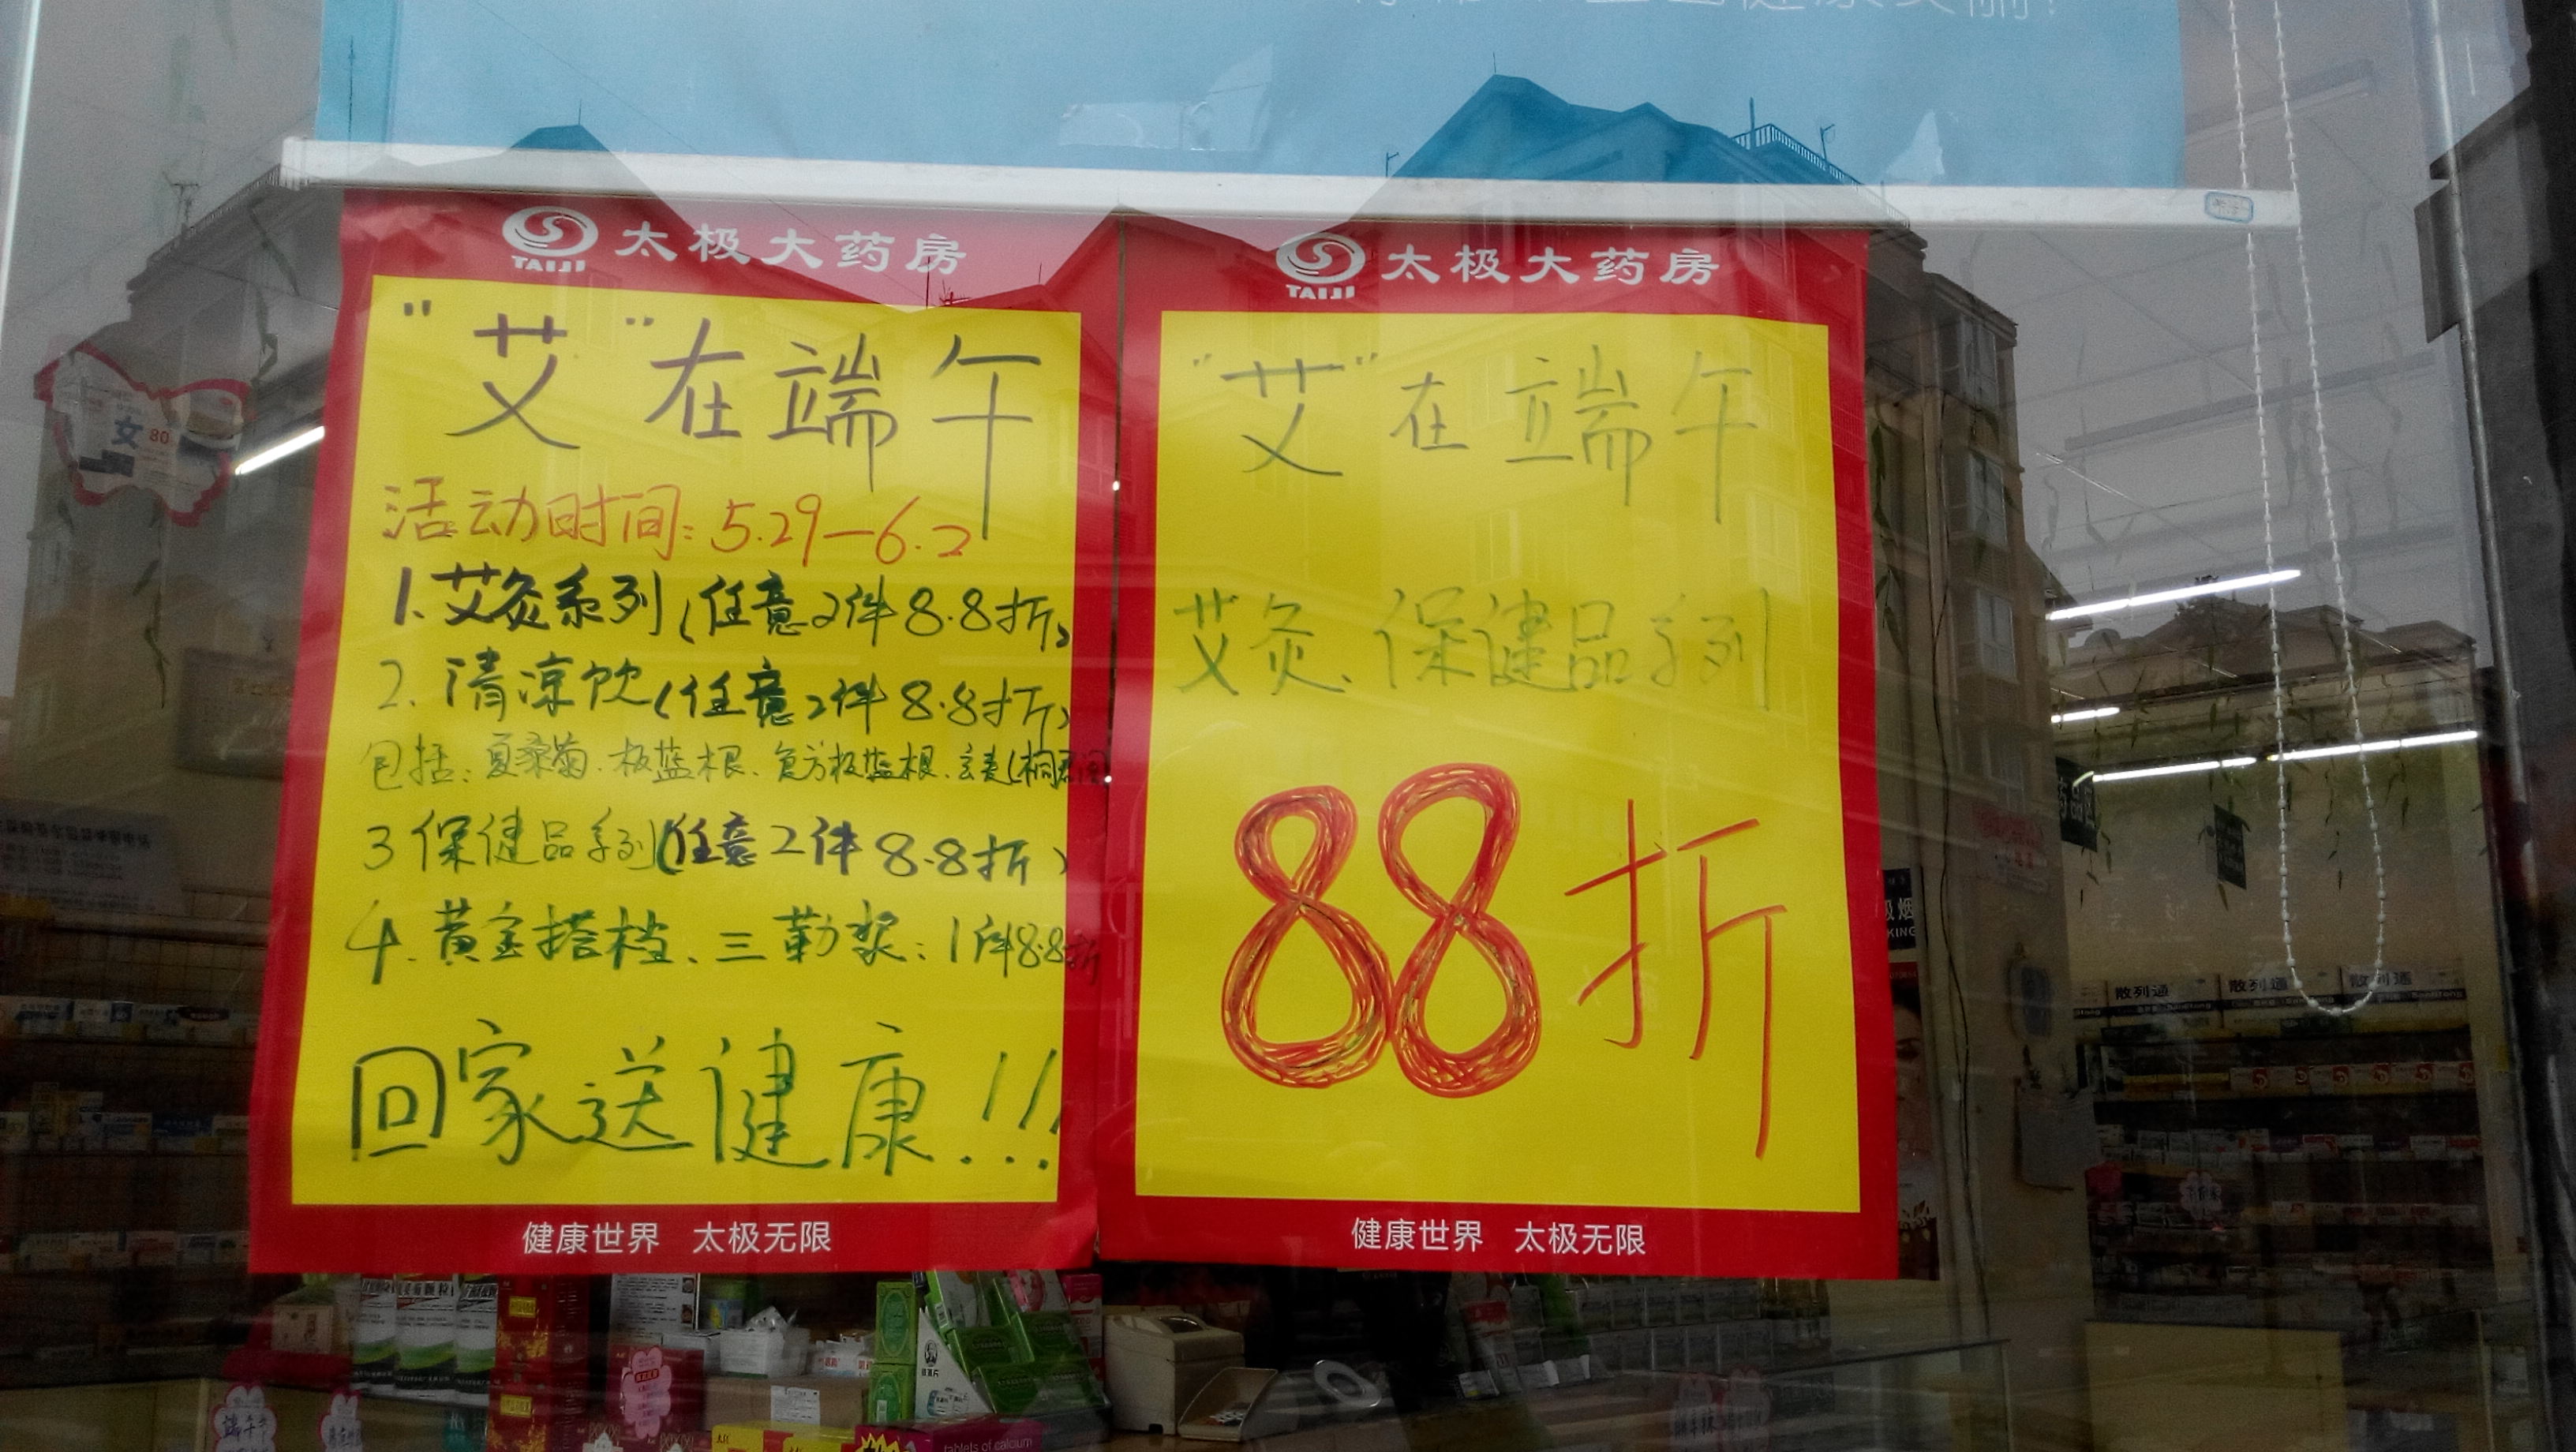 TAIJI 太极大药房
"艾"在端午
活动时间:5.29—6.2
1.艾灸系列(任意2件8.8折)
2.清凉饮(任意2件8.8折)
包括:夏桑菊.板蓝根.复方板蓝根.
3保健品系列(任意2件8.8折)
4.黄金搭档、三勒浆:1件8.8折
回家送健康!!!
健康世界 太极无限
TAIJI 太极大药房
"艾"在端午
艾灸、保健品系列
88折
健康世界 太极无限
女 80
散列通 散列通 散列通
tablets of calcium